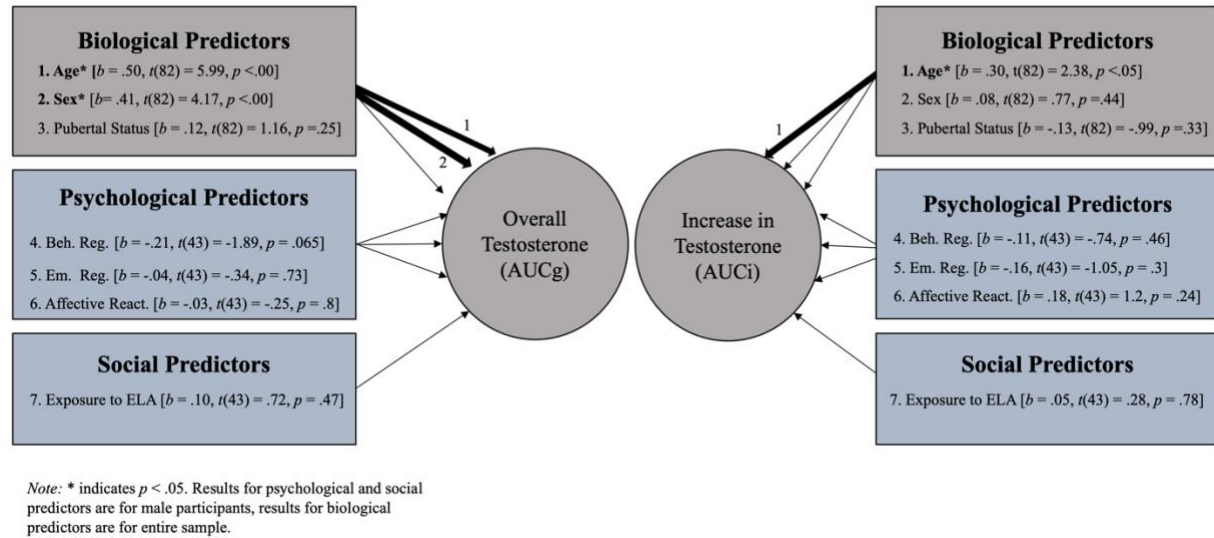 Biological Predictors
1. Age* [b = .50, t(82) = 5.99, p <.00]
2. Sex* [b= .41, t(82) = 4.17, p <.00]
3. Pubertal Status [b = .12, t(82) = 1.16, p =.25]
Psychological Predictors
4. Beh. Reg. [b = -.21, t(43) = -1.89, p = .065]
5. Em. Reg. [b = -.04, t(43) = -.34, p = .73]
6. Affective React. [b = -.03, t(43) = -.25, p = .8]
Social Predictors
7. Exposure to ELA [b = .10, t(43) = .72, p = .47]
1
2
Overall
Testosterone
(AUCg)
Increase in
Testosterone
(AUCi)
1
Biological Predictors
1. Age* [b = .30, t(82) = 2.38, p <.05]
2. Sex [b = .08, t(82) = .77, p =.44]
3. Pubertal Status [b = -.13, t(82) = -.99, p =.33]
Psychological Predictors
4. Beh. Reg. [b = -.11, t(43) = -.74, p = .46]
5. Em. Reg. [b = -.16, t(43) = -1.05, p = .3]
6. Affective React. [b = .18, t(43) = 1.2, p = .24]
Social Predictors
7. Exposure to ELA [b = .05, t(43) = .28, p = .78]
Note: * indicates p < .05. Results for psychological and social
predictors are for male participants, results for biological
predictors are for entire sample.